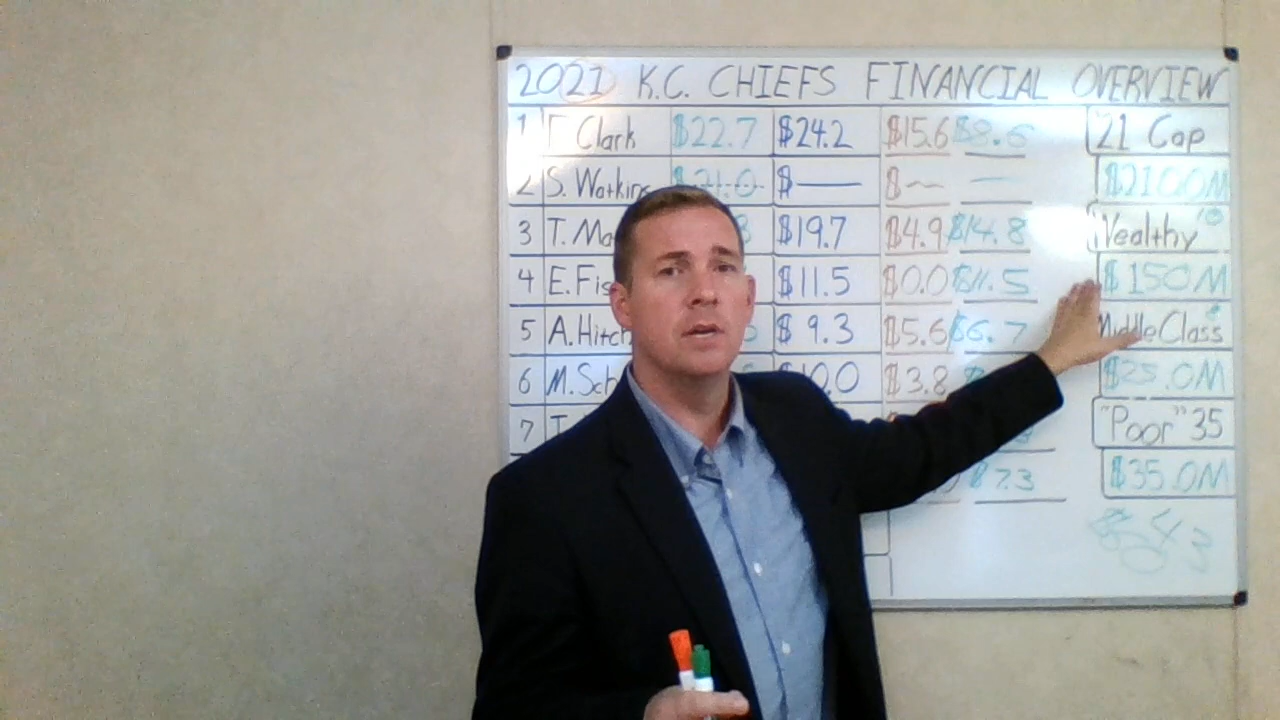 2021 K.C. CHIEFS FINANCIAL OVERVIEW
1 F. Clark $22.7 $24.2 $15.6 $8.6 '21 Cap
2 S. Watkins $21.0 $— $— — $210.0M
3 T. Ma $19.7 $4.9 $14.8 Wealthy 10
4 E. Fis $11.5 $0.0 $11.5 $150M
5 A. Hitch $9.3 $5.6 $6.7 Middle Class
6 M. Sch 10.0 $3.8 $25.0M
7 "Poor" 35
$7.3 $35.0M